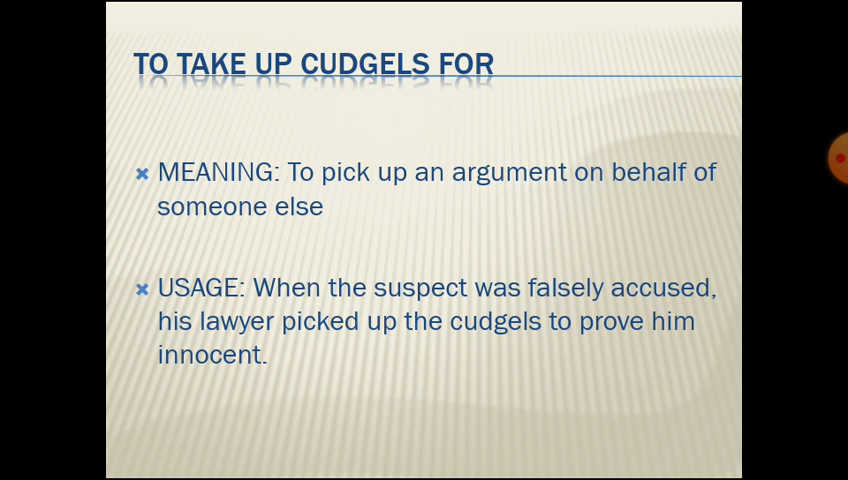 TO TAKE UP CUDGELS FOR
MEANING: To pick up an argument on behalf of
someone else
USAGE: When the suspect was falsely accused,
his lawyer picked up the cudgels to prove him
innocent.